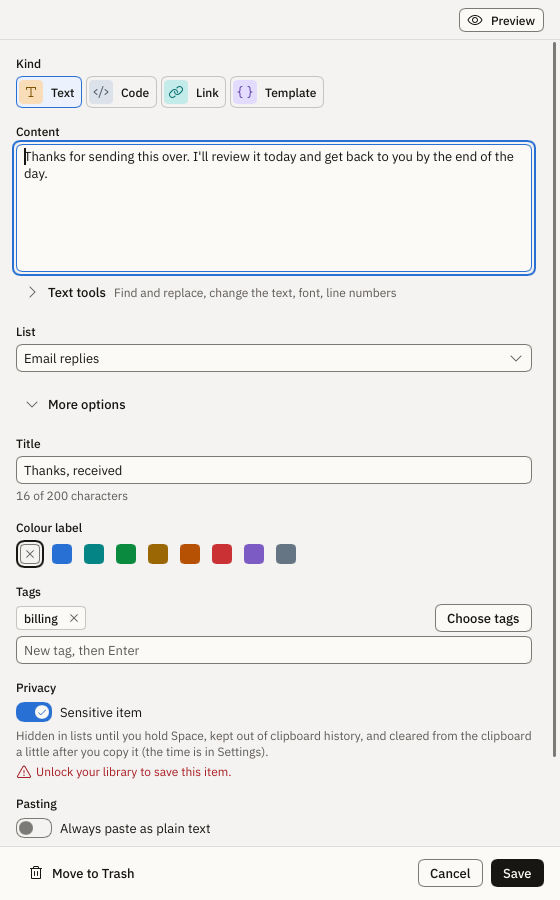 Preview
Kind
T Text
</> Code
Link
{ } Template
Content
Thanks for sending this over. I'll review it today and get back to you by the end of the
day.
Text tools Find and replace, change the text, font, line numbers
List
Email replies
More options
Title
Thanks, received
16 of 200 characters
Colour label
Tags
billing
Choose tags
New tag, then Enter
Privacy
Sensitive item
Hidden in lists until you hold Space, kept out of clipboard history, and cleared from the clipboard
a little after you copy it (the time is in Settings).
Unlock your library to save this item.
Pasting
Always paste as plain text
Move to Trash
Cancel
Save